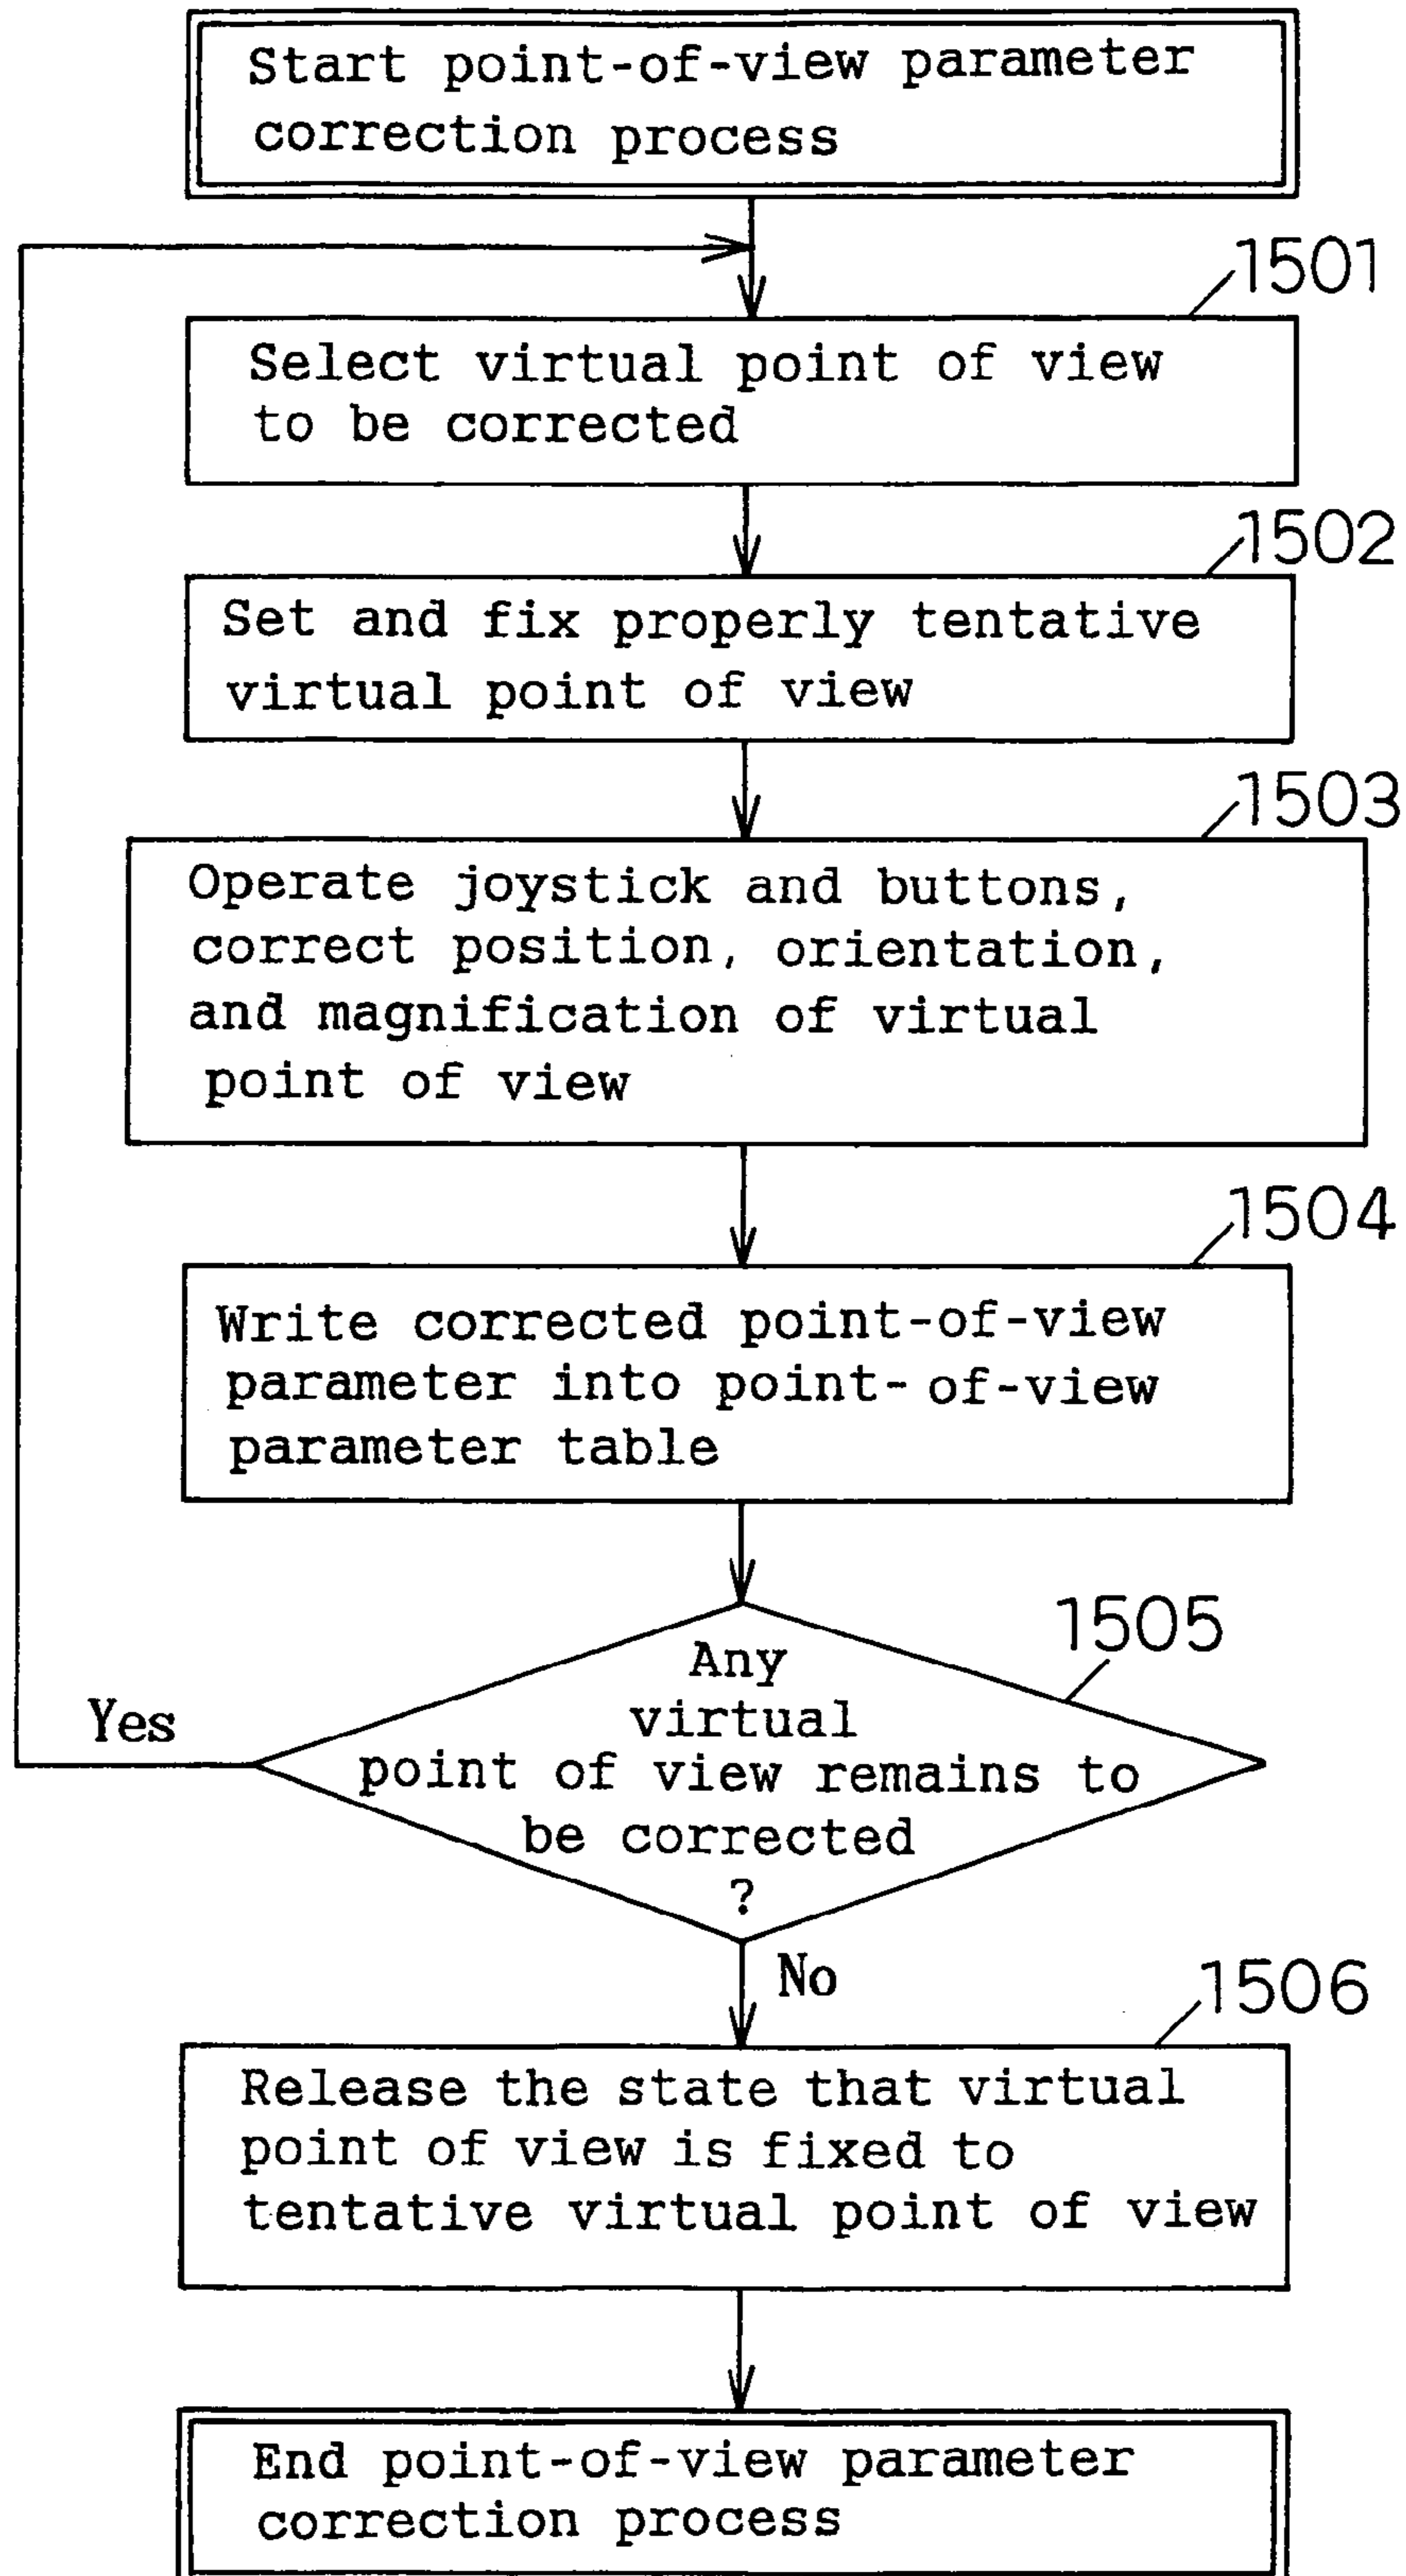 Start point-of-view parameter
correction process
1501
Select virtual point of view
to be corrected
1502
Set and fix properly tentative
virtual point of view
1503
Operate joystick and buttons,
correct position, orientation,
and magnification of virtual
point of view
1504
Write corrected point-of-view
parameter into point-of-view
parameter table
1505
Any
virtual
point of view remains to
be corrected
?
Yes
No
1506
Release the state that virtual
point of view is fixed to
tentative virtual point of view
End point-of-view parameter
correction process